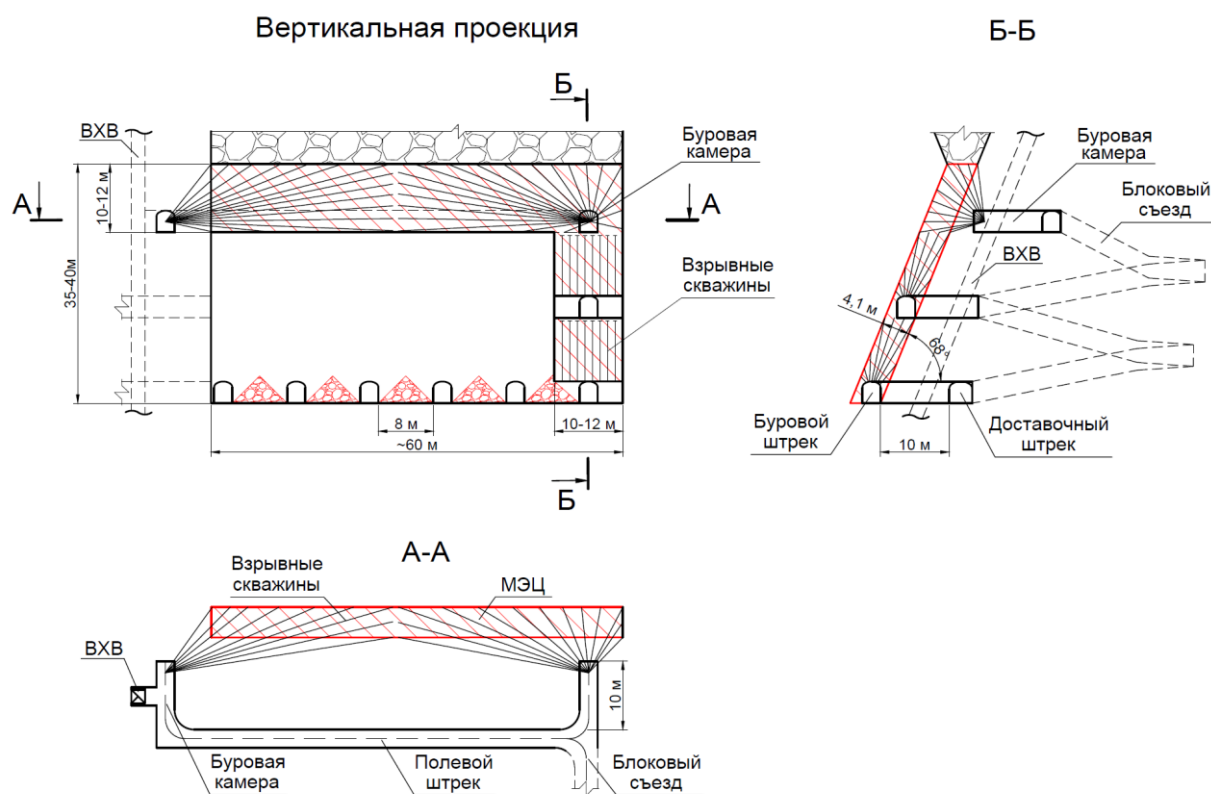 Вертикальная проекция
Б-Б
Б
ВХВ
Буровая
камера
Буровая
камера
Блоковый
съезд
А
А
10-12 м
35-40м
ВХВ
Взрывные
скважины
4,1 м
68°
8 м
10-12 м
~60 м
Буровой
штрек
10 м
Доставочный
штрек
Б
А-А
Взрывные
скважины
МЭЦ
ВХВ
10 м
Буровая
камера
Полевой
штрек
Блоковый
съезд